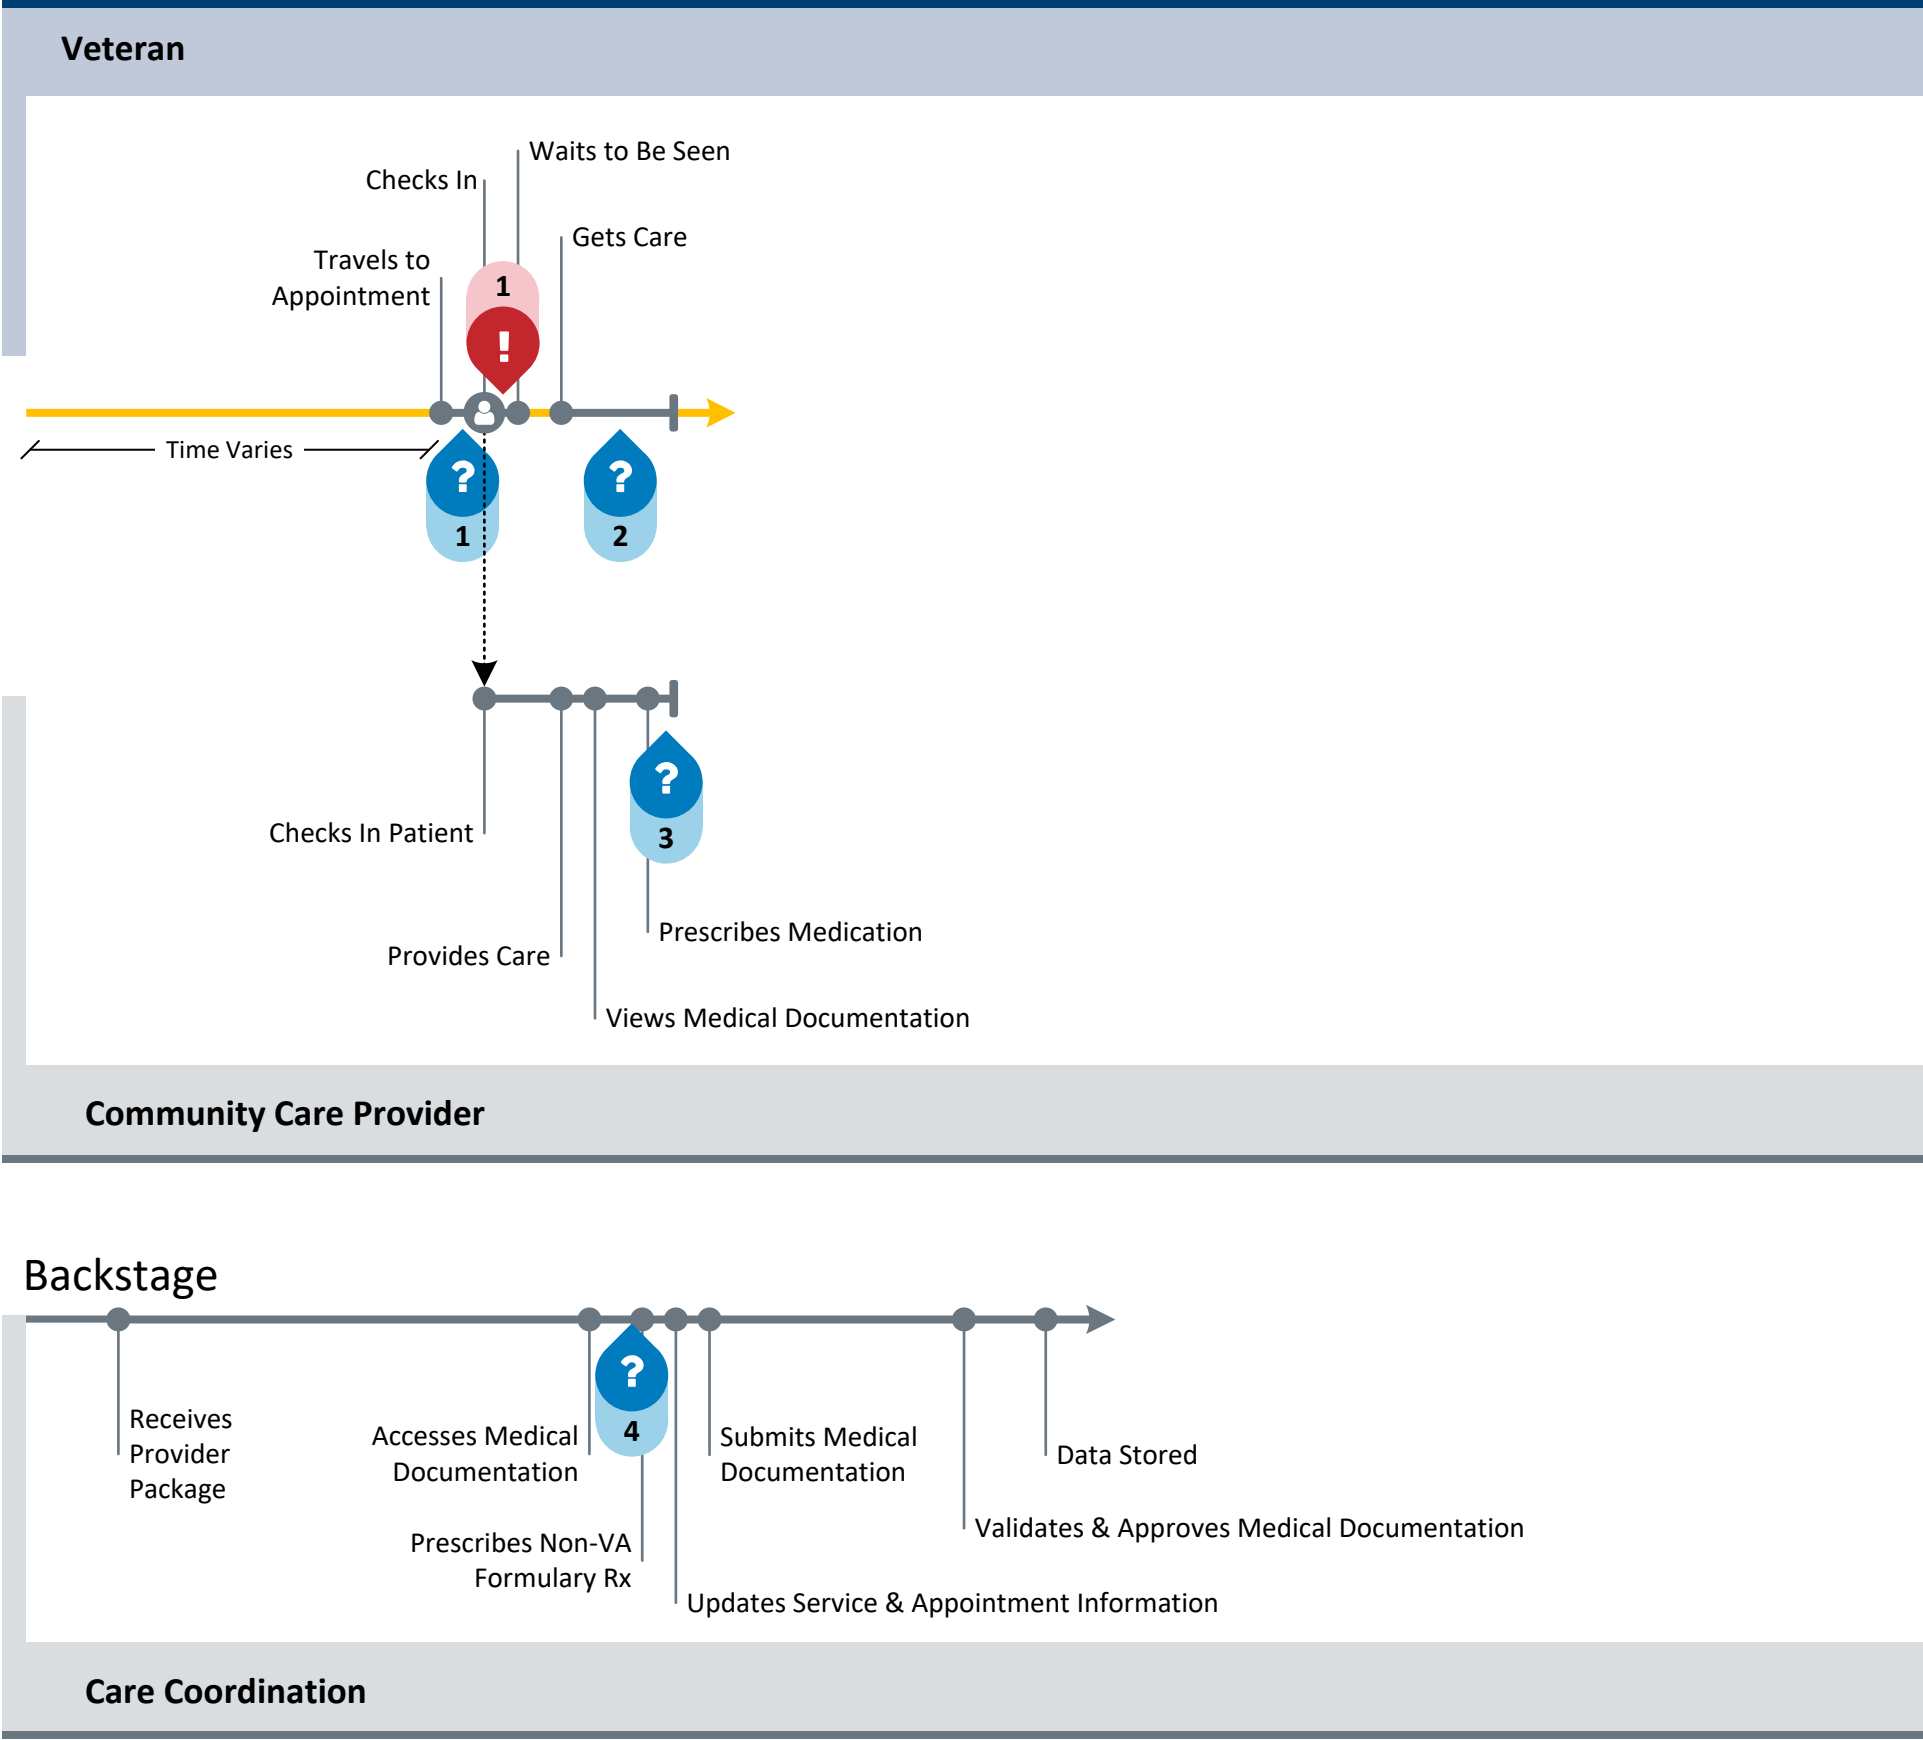 Veteran
Waits to Be Seen
Checks In
Gets Care
Travels to
Appointment
1
!
Time Varies
?
?
1
2
?
3
Checks In Patient
Prescribes Medication
Provides Care
Views Medical Documentation
Community Care Provider
Backstage
?
4
Receives
Provider
Package
Accesses Medical
Documentation
Submits Medical
Documentation
Data Stored
Prescribes Non-VA
Formulary Rx
Validates & Approves Medical Documentation
Updates Service & Appointment Information
Care Coordination